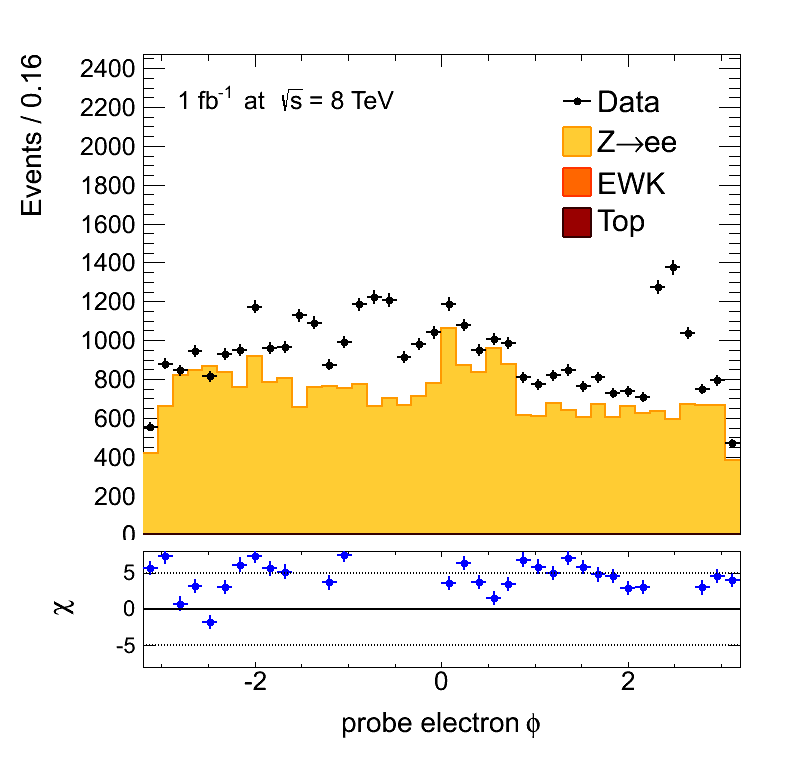 Events / 0.16
2400
2200
2000
1800
1600
1400
1200
1000
800
600
400
200
0
1 fb⁻¹ at √s = 8 TeV
Data
Z→ee
EWK
Top
χ
5
0
-5
-2 0 2
probe electron ϕ